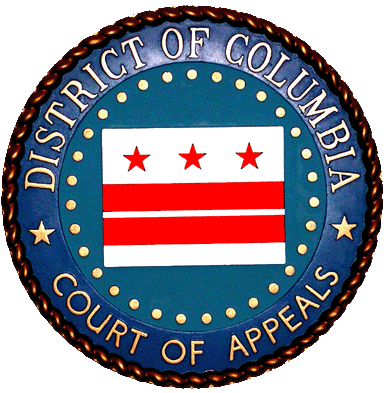 DISTRICT OF COLUMBIA
COURT OF APPEALS